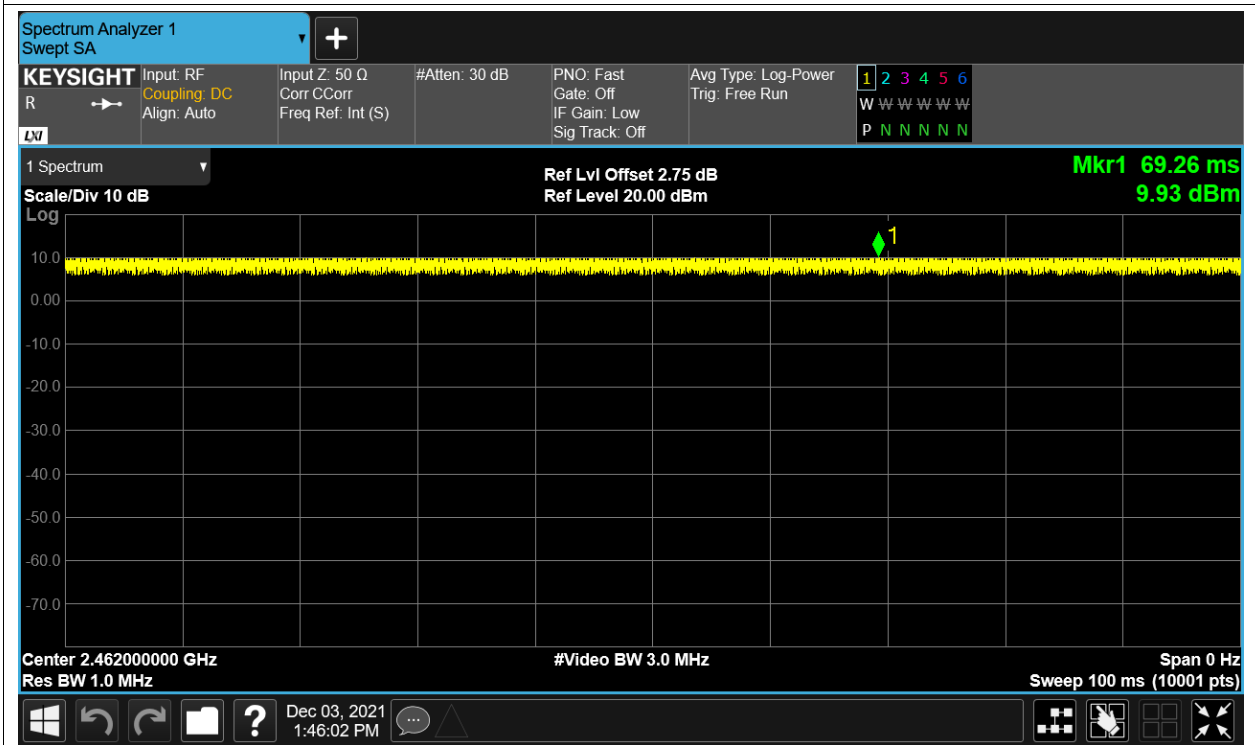 Spectrum Analyzer 1
Swept SA
KEYSIGHT
R
LXI
Input: RF
Coupling: DC
Align: Auto
Input Z: 50 Ω
Corr CCorr
Freq Ref: Int (S)
#Atten: 30 dB
PNO: Fast
Gate: Off
IF Gain: Low
Sig Track: Off
Avg Type: Log-Power
Trig: Free Run
1 2 3 4 5 6
W W W W W W
P N N N N N
1 Spectrum
Scale/Div 10 dB
Ref Lvl Offset 2.75 dB
Ref Level 20.00 dBm
Mkr1 69.26 ms
9.93 dBm
Log
1
10.0
0.00
-10.0
-20.0
-30.0
-40.0
-50.0
-60.0
-70.0
Center 2.462000000 GHz
Res BW 1.0 MHz
#Video BW 3.0 MHz
Span 0 Hz
Sweep 100 ms (10001 pts)
?
Dec 03, 2021
1:46:02 PM